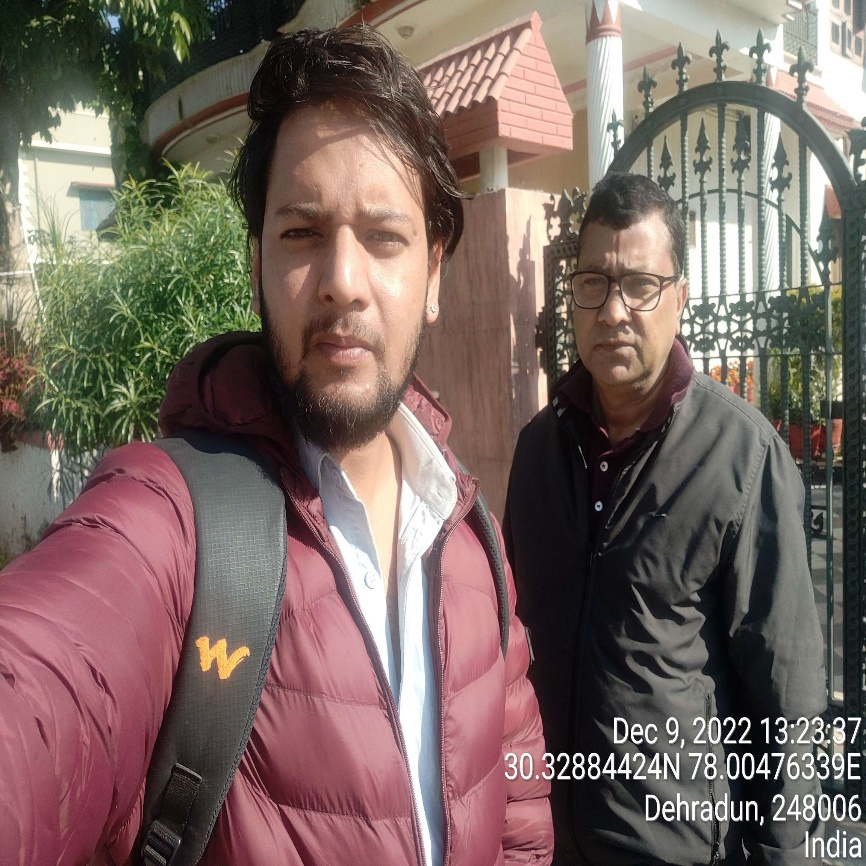 W
Dec 9, 2022 13:23:37
30.32884424N 78.00476339E
Dehradun, 248006
India